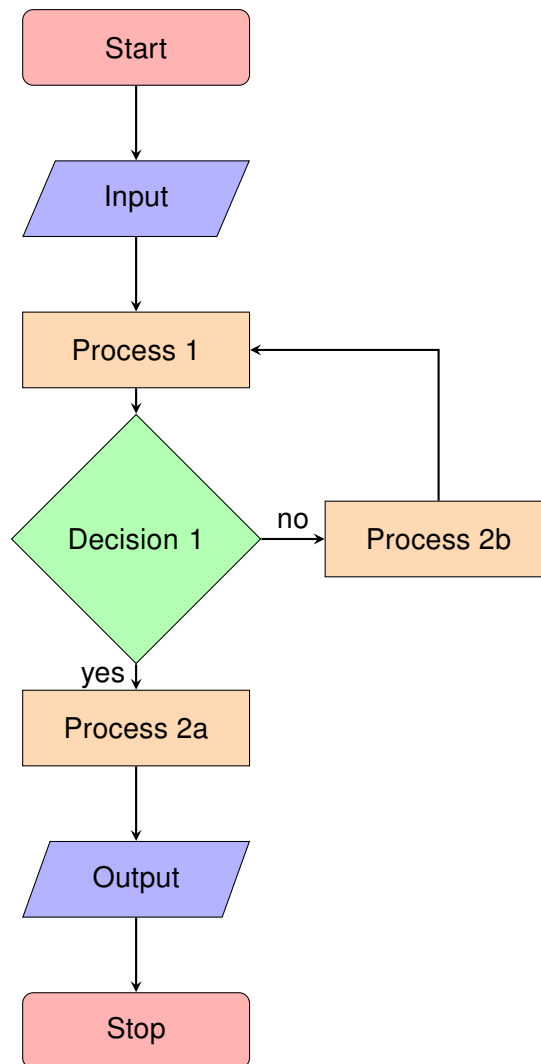 Start
Input
Process 1
Decision 1
no
Process 2b
yes
Process 2a
Output
Stop